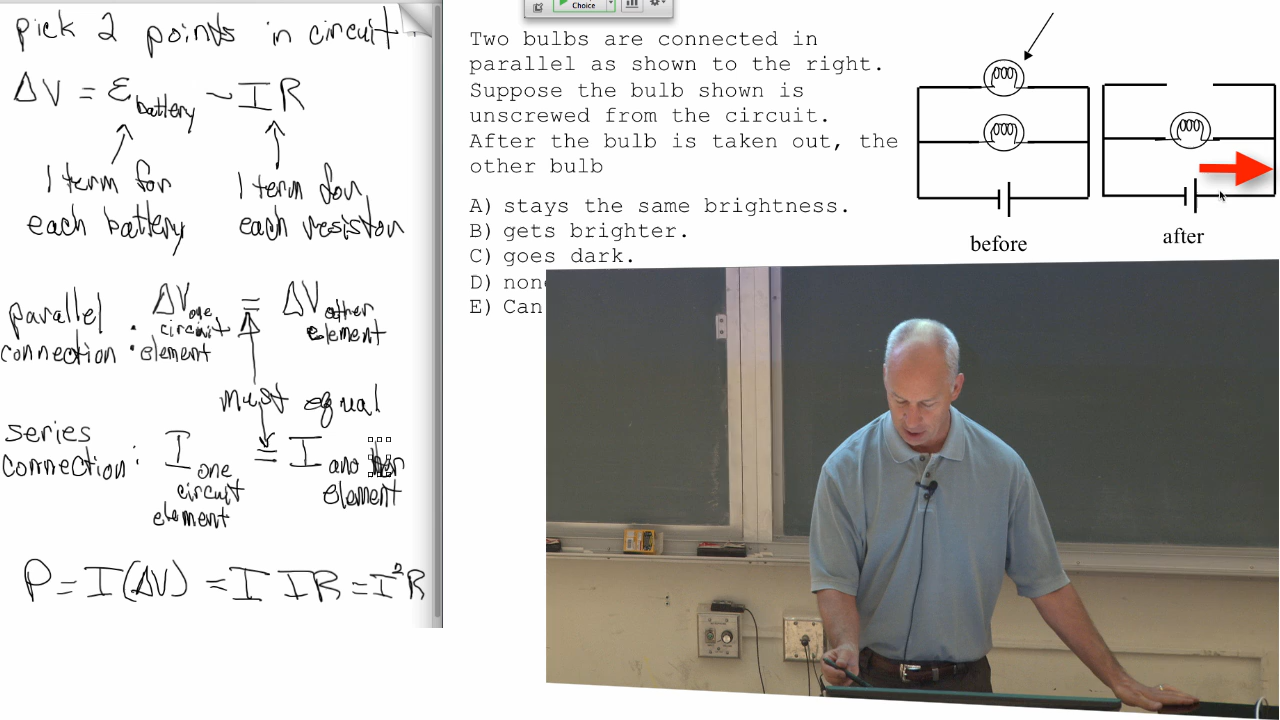 pick 2 points in circuit
ΔV = ℰbattery - IR
1 term for each battery
1 term for each resistor
parallel connection: ΔV one circuit element = ΔV other element
must equal
series connection: I one circuit element = I ano her element
P = I(ΔV) = I IR = I²R
Choice
Two bulbs are connected in
parallel as shown to the right.
Suppose the bulb shown is
unscrewed from the circuit.
After the bulb is taken out, the
other bulb
A) stays the same brightness.
B) gets brighter.
C) goes dark.
D) non
E) Can
before
after